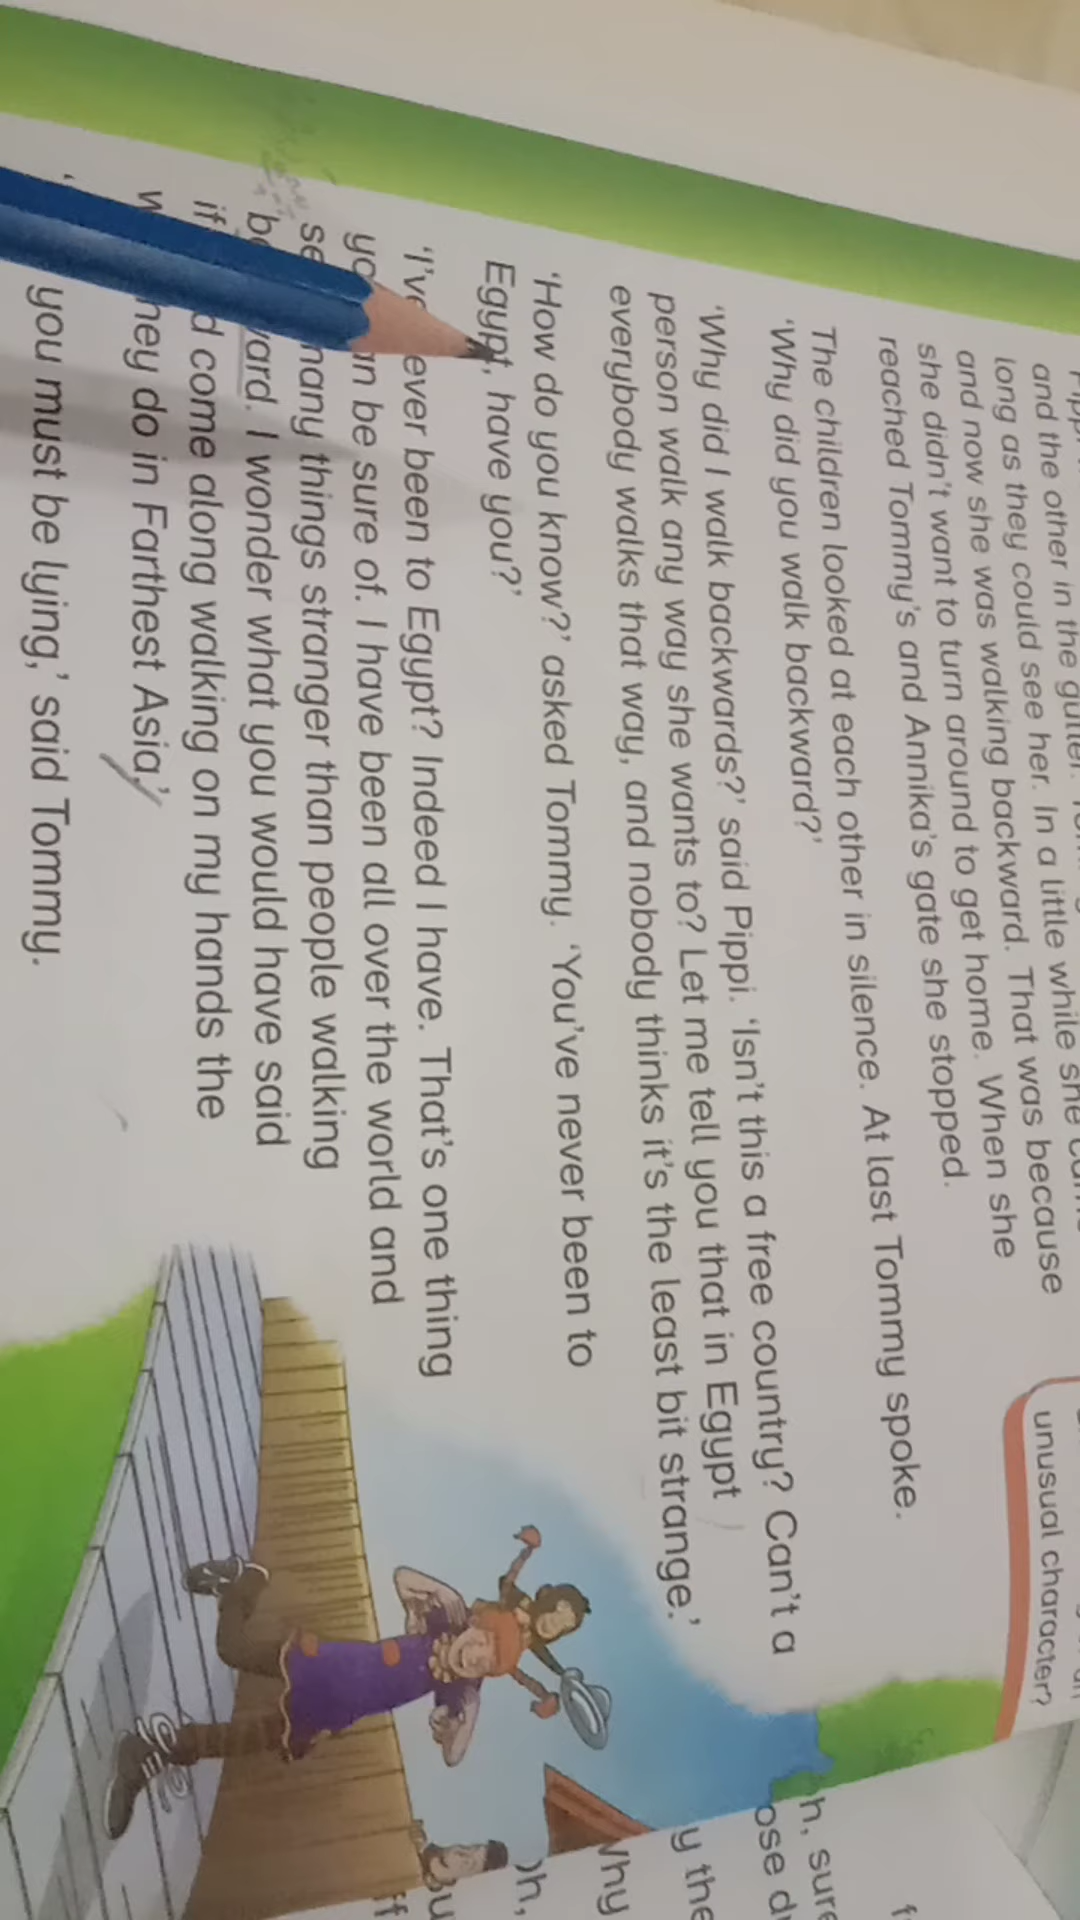 and the other in the gutter.
long as they could see her. In a little while she
and now she was walking backward. That was because
she didn't want to turn around to get home. When she
reached Tommy's and Annika's gate she stopped.
The children looked at each other in silence. At last Tommy spoke.
'Why did you walk backward?'
'Why did I walk backwards?' said Pippi. 'Isn't this a free country? Can't a
person walk any way she wants to? Let me tell you that in Egypt
everybody walks that way, and nobody thinks it's the least bit strange.'
'How do you know?' asked Tommy. 'You've never been to
Egypt, have you?'
ever been to Egypt? Indeed I have. That's one thing
be sure of. I have been all over the world and
many things stranger than people walking
I wonder what you would have said
if come along walking on my hands the
they do in Farthest Asia,'
you must be lying,' said Tommy.
unusual character?
y the